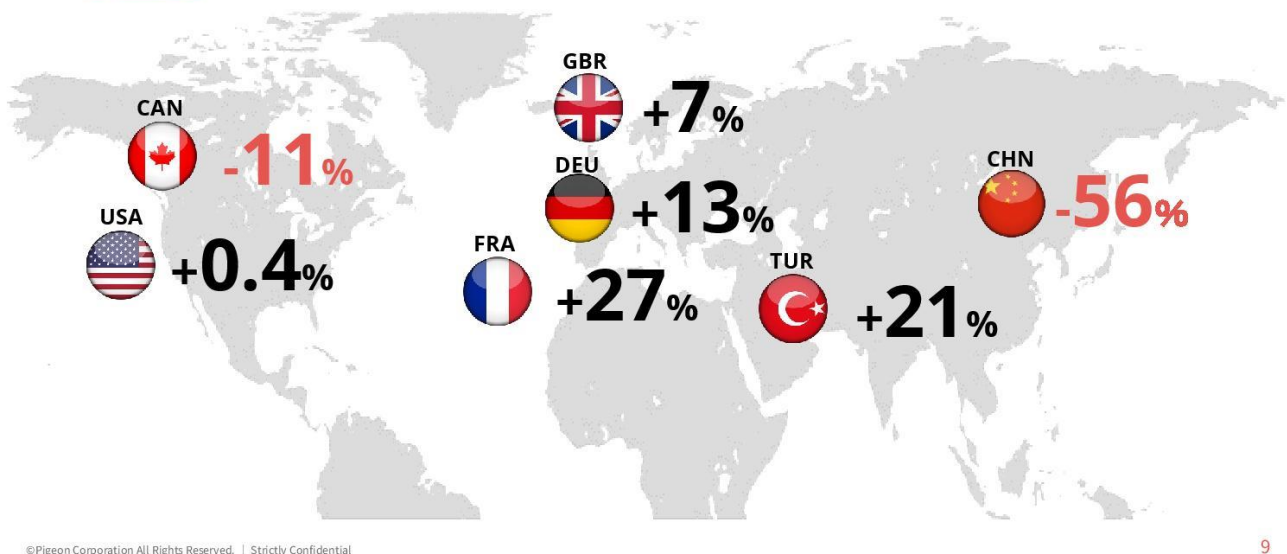 GBR
+7%
CAN
-11%
DEU
+13%
CHN
-56%
USA
+0.4%
FRA
+27%
TUR
+21%
©Pigeon Corporation All Rights Reserved. | Strictly Confidential
9